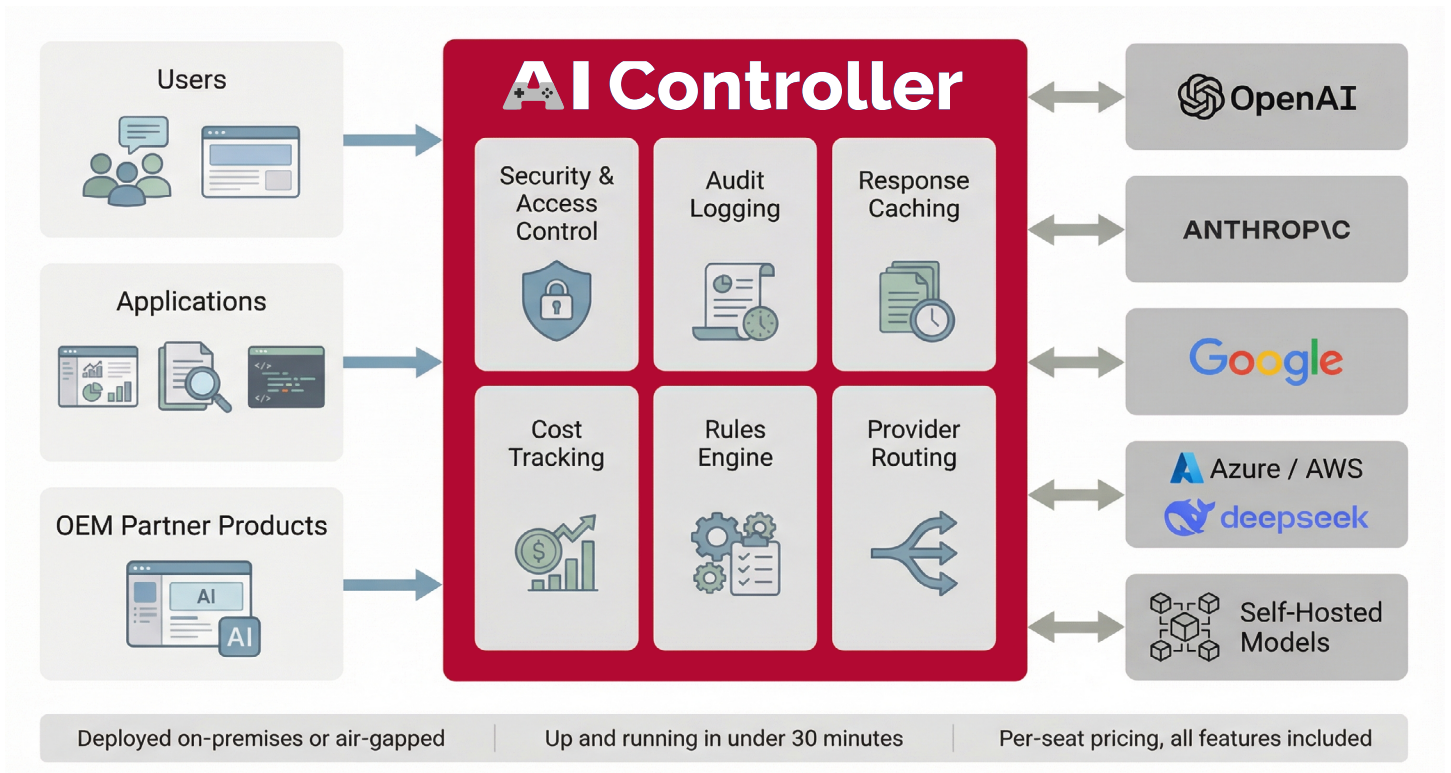 Users
Applications
OEM Partner Products
AI
AI
AI Controller
Security &
Access
Control
Audit
Logging
Response
Caching
Cost
Tracking
$
Rules
Engine
Provider
Routing
</>
</>
OpenAI
ANTHROP\C
Google
Azure / AWS
deepseek
Self-Hosted
Models
Deployed on-premises or air-gapped
Up and running in under 30 minutes
Per-seat pricing, all features included